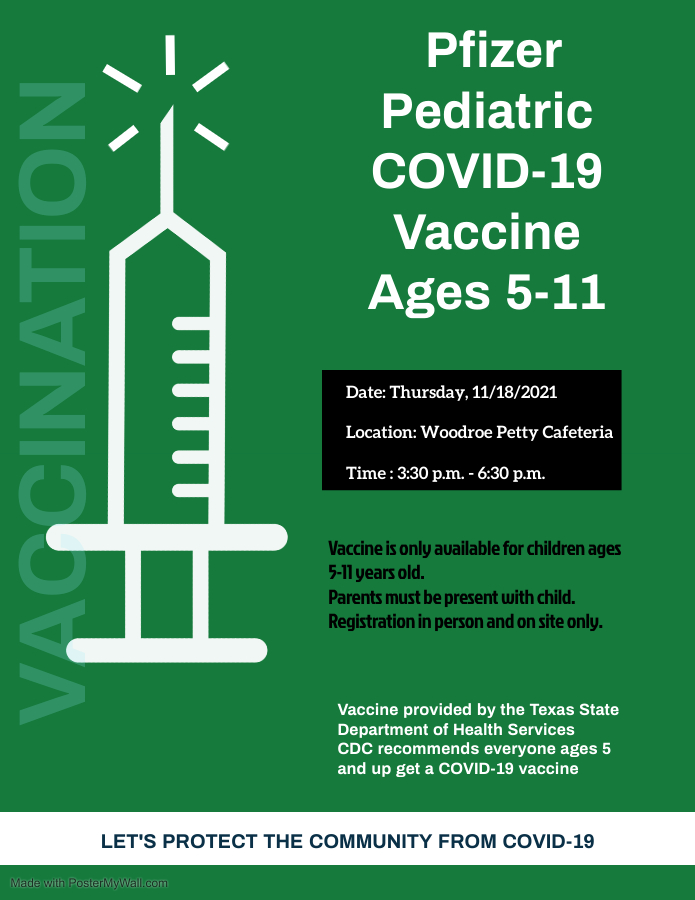 VACCINATION
Pfizer
Pediatric
COVID-19
Vaccine
Ages 5-11
Date: Thursday, 11/18/2021
Location: Woodroe Petty Cafeteria
Time : 3:30 p.m. - 6:30 p.m.
Vaccine is only available for children ages
5-11 years old.
Parents must be present with child.
Registration in person and on site only.
Vaccine provided by the Texas State
Department of Health Services
CDC recommends everyone ages 5
and up get a COVID-19 vaccine
LET'S PROTECT THE COMMUNITY FROM COVID-19
Made with PosterMyWall.com